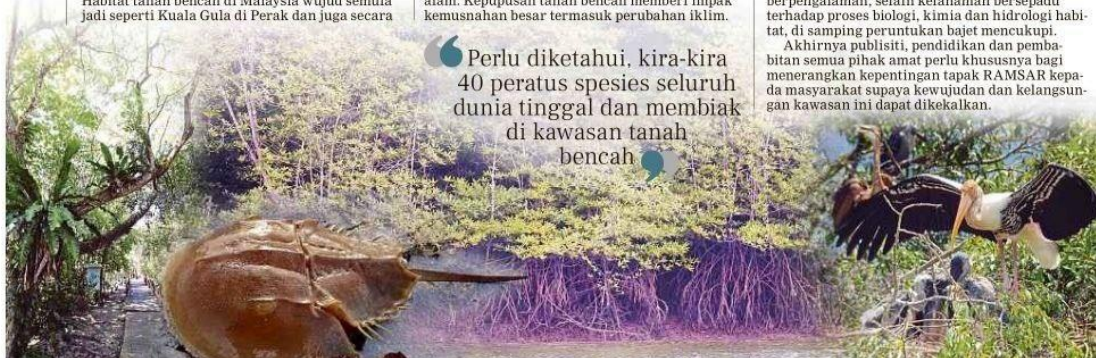 Habitat tanah bencah di Malaysia wujud semula
jadi seperti Kuala Gula di Perak dan juga secara
alam. Kepupusan tanah bencah memberi impak
kemusnahan besar termasuk perubahan iklim.
Perlu diketahui, kira-kira
40 peratus spesies seluruh
dunia tinggal dan membiak
di kawasan tanah
bencah
berpengalaman, selain kefahaman bersepadu
terhadap proses biologi, kimia dan hidrologi habi-
tat, di samping peruntukan bajet mencukupi.
Akhirnya publisiti, pendidikan dan pemba-
bitan semua pihak amat perlu khususnya bagi
menerangkan kepentingan tapak RAMSAR kepa-
da masyarakat supaya kewujudan dan kelangsun-
gan kawasan ini dapat dikekalkan.